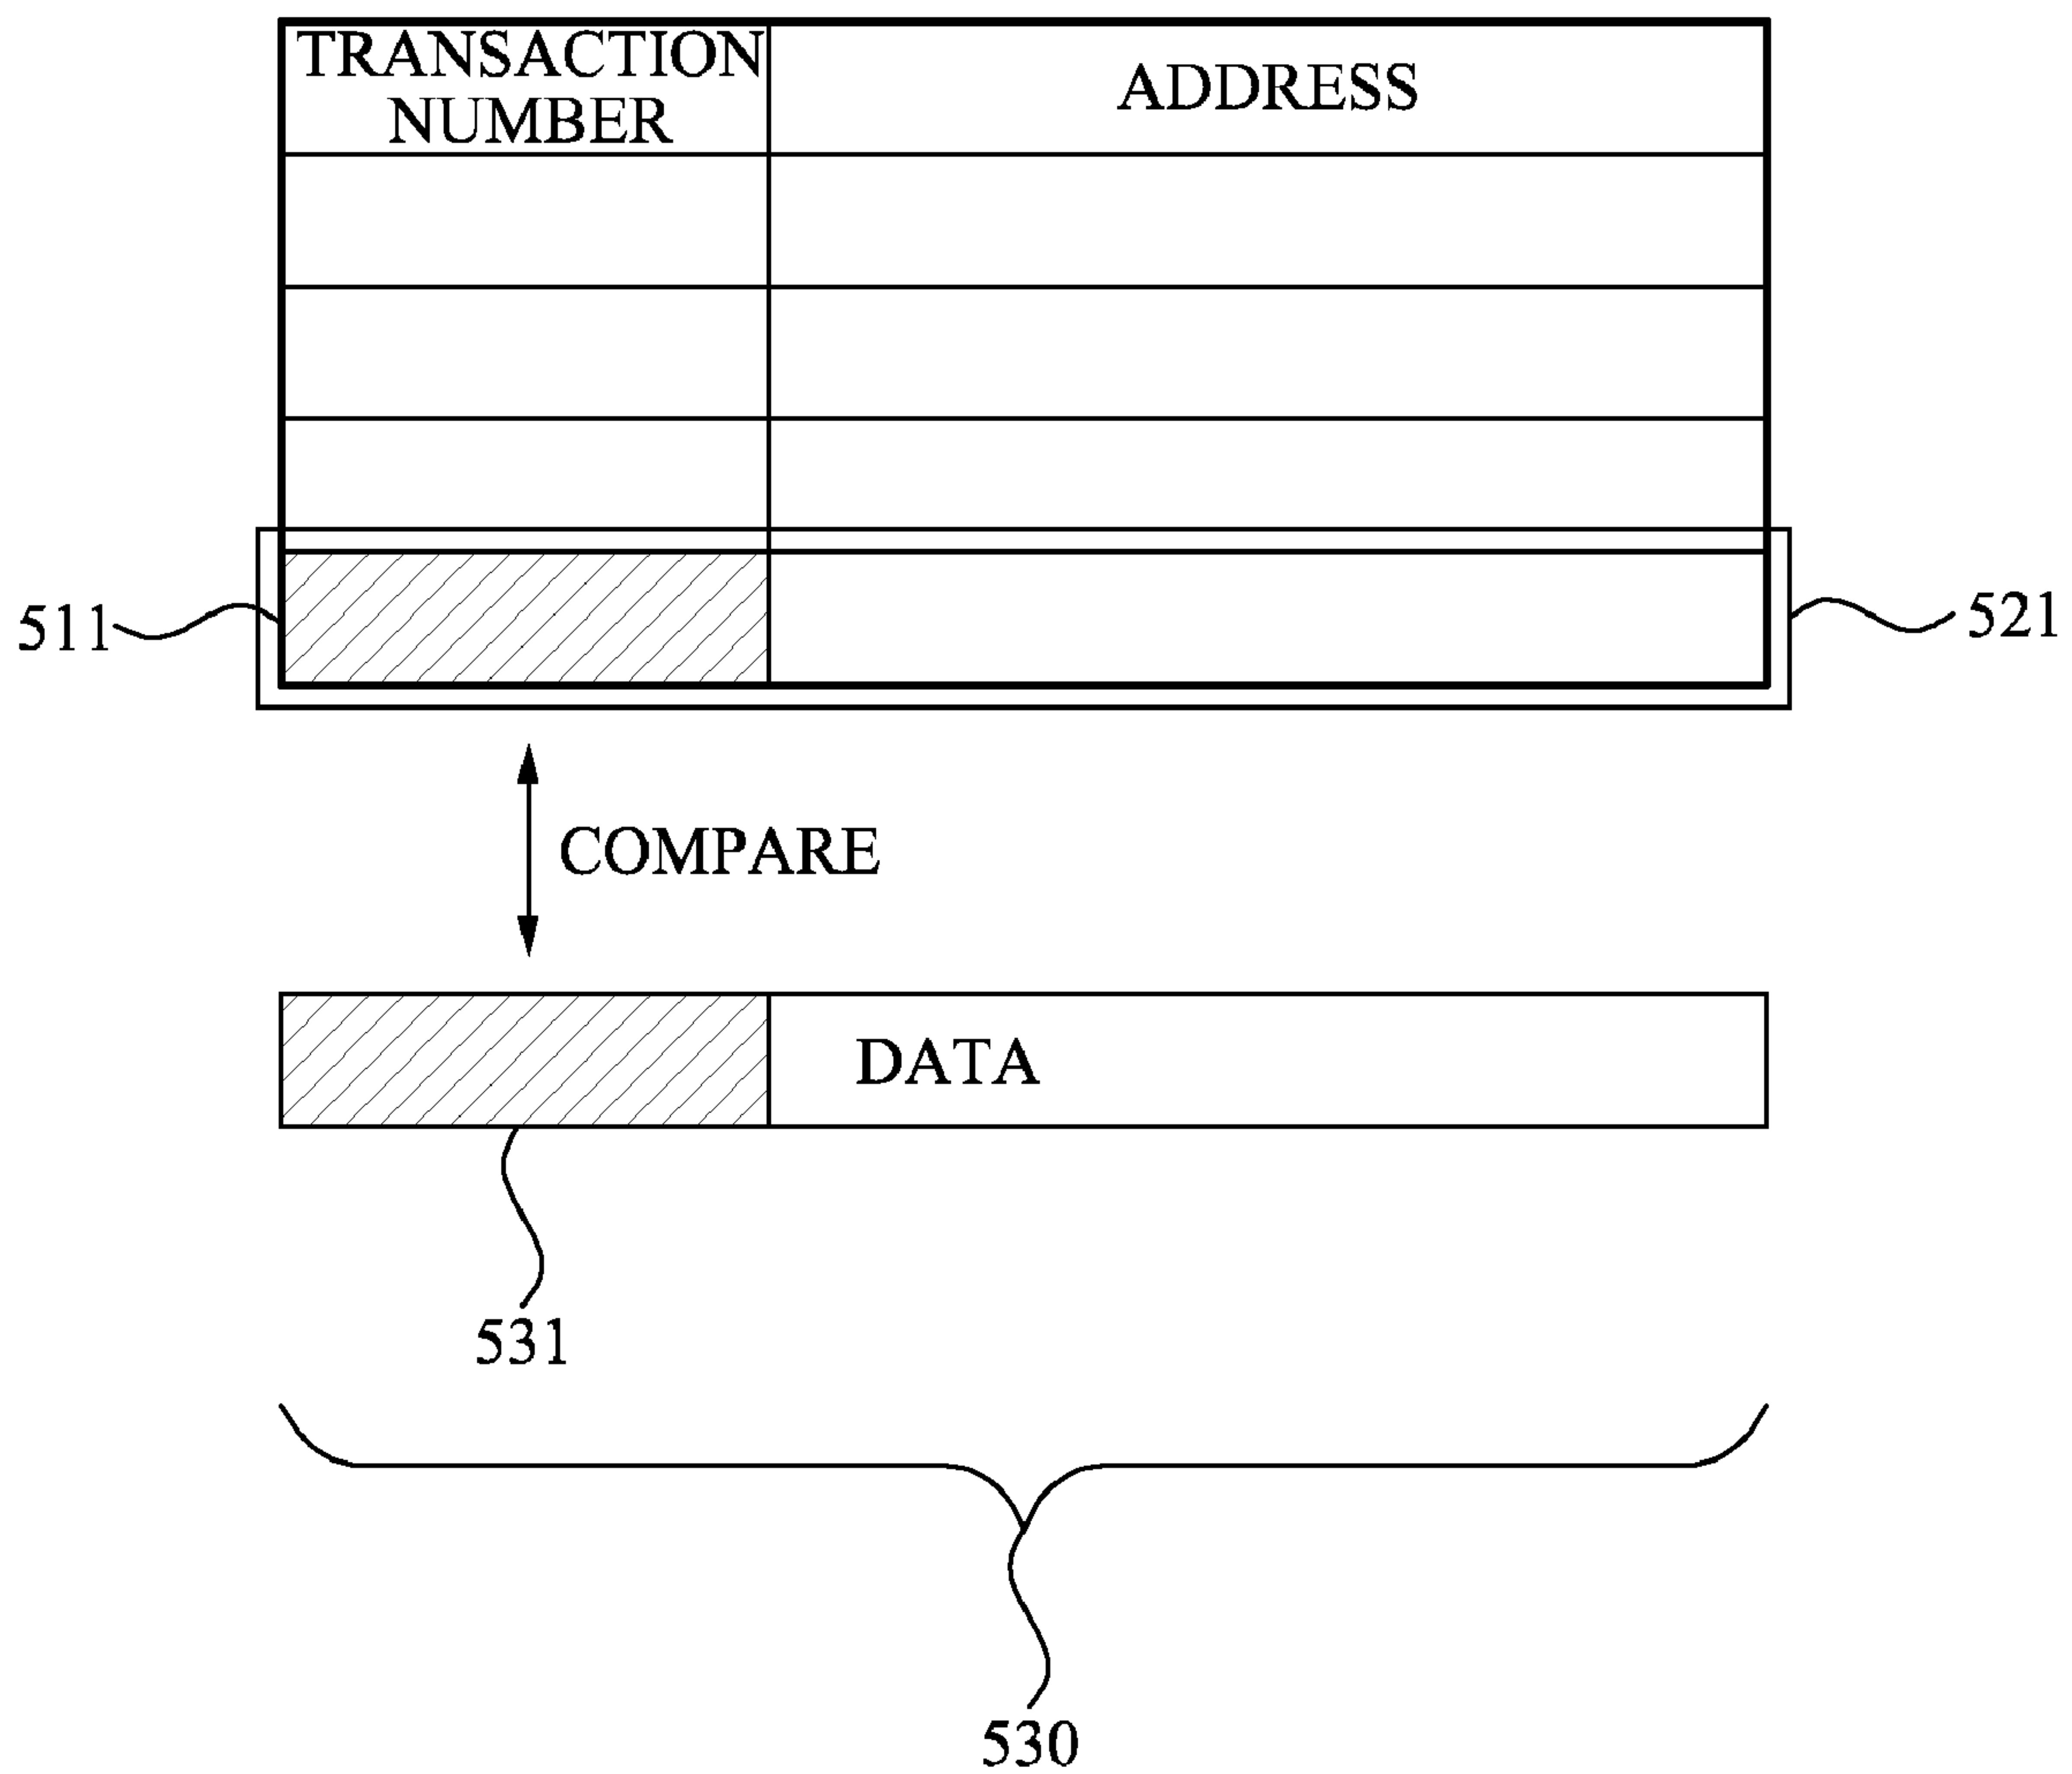 TRANSACTION
NUMBER
ADDRESS
511
521
COMPARE
DATA
531
530